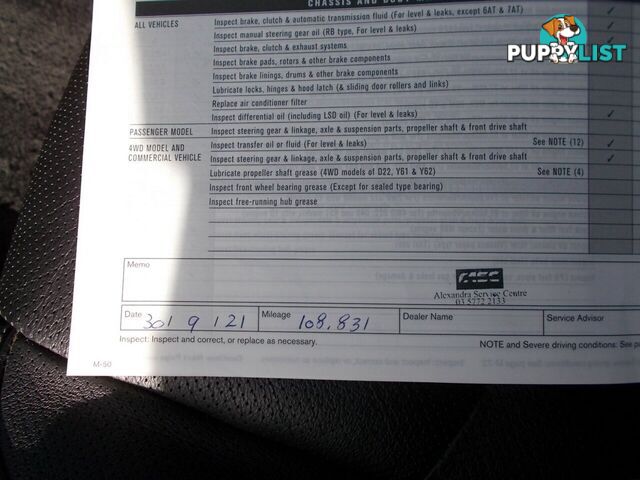 CHASSIS AND BODY
ALL VEHICLES
Inspect brake, clutch & automatic transmission fluid (For level & leaks, except 6AT & 7AT) ✓
Inspect manual steering gear oil (RB type, For level & leaks)
Inspect brake, clutch & exhaust systems
Inspect brake pads, rotors & other brake components
Inspect brake linings, drums & other brake components
Lubricate locks, hinges & hood latch (& sliding door rollers and links)
Replace air conditioner filter
Inspect differential oil (including LSD oil) (For level & leaks) ✓
PASSENGER MODEL Inspect steering gear & linkage, axle & suspension parts, propeller shaft & front drive shaft
4WD MODEL AND COMMERCIAL VEHICLE
Inspect transfer oil or fluid (For level & leaks) See NOTE (12) ✓
Inspect steering gear & linkage, axle & suspension parts, propeller shaft & front drive shaft ✓
Lubricate propeller shaft grease (4WD models of D22, Y61 & Y62) See NOTE (4)
Inspect front wheel bearing grease (Except for sealed type bearing)
Inspect free-running hub grease
Memo
Alexandra Service Centre
03 5772 2133
Date 30 / 9 / 21 Mileage 108,831 Dealer Name Service Advisor
Inspect: Inspect and correct, or replace as necessary.
NOTE and Severe driving conditions: See
M-50
PUPPYLIST